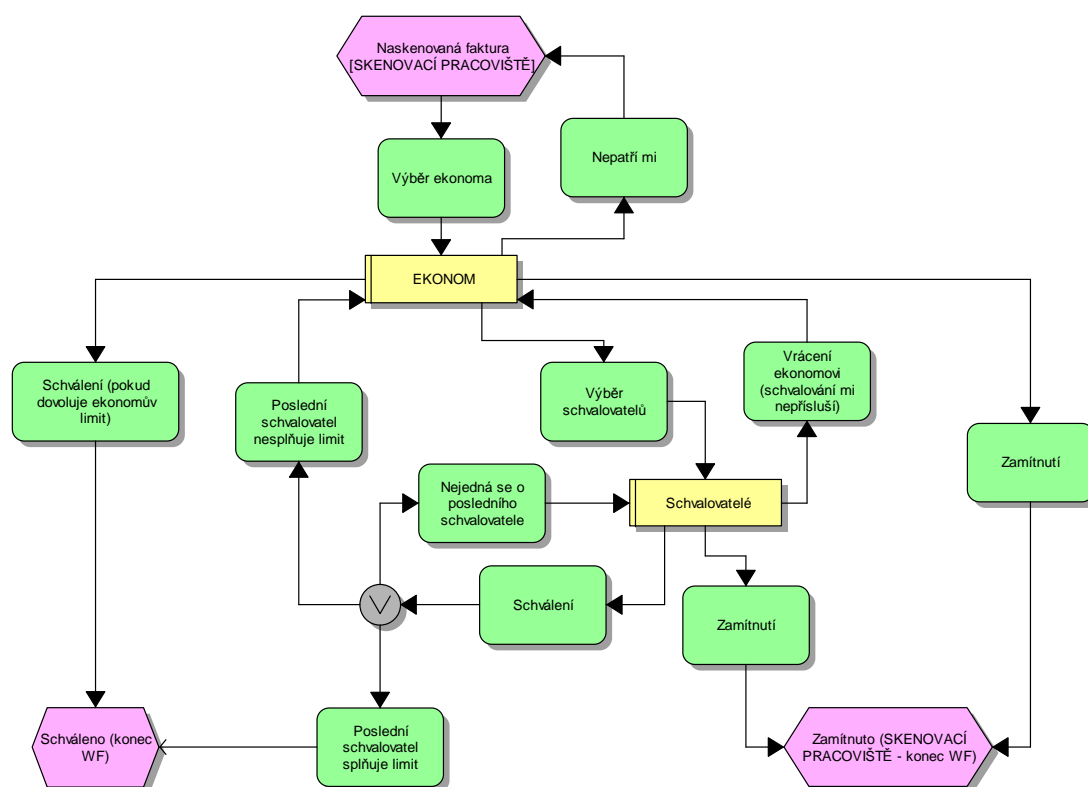 Naskenovaná faktura
[SKENOVACÍ PRACOVIŠTĚ]
Nepatří mi
Výběr ekonoma
EKONOM
Schválení (pokud
dovoluje ekonomův
limit)
Poslední
schvalovatel
nesplňuje limit
Výběr
schvalovatelů
Vrácení
ekonomovi
(schvalování mi
nepřísluší)
Zamítnutí
Nejedná se o
posledního
schvalovatele
Schvalovatelé
Schválení
Zamítnutí
Schváleno (konec
WF)
Poslední
schvalovatel
splňuje limit
Zamítnuto (SKENOVACÍ
PRACOVIŠTĚ - konec WF)